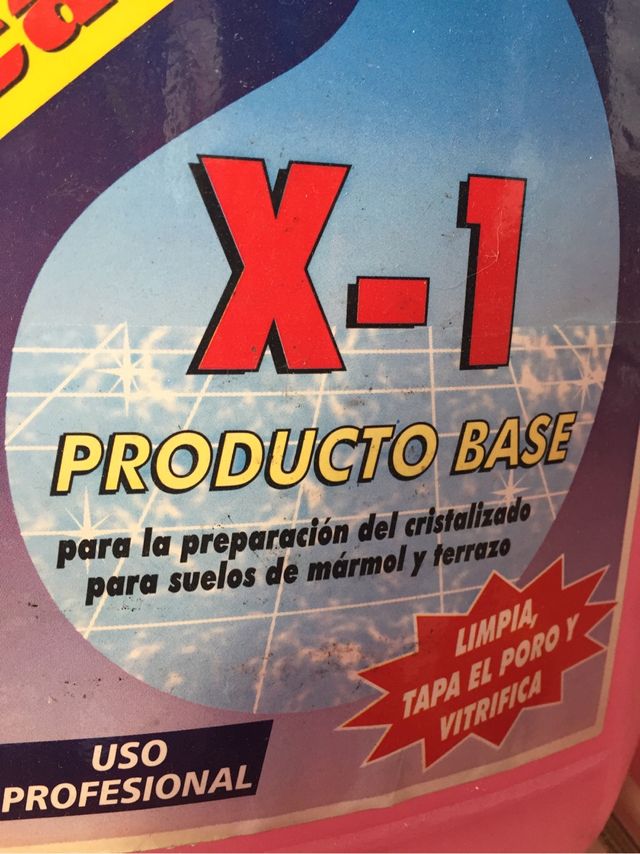 X-1
PRODUCTO BASE
para la preparación del cristalizado
para suelos de mármol y terrazo
LIMPIA,
TAPA EL PORO Y
VITRIFICA
USO
PROFESIONAL